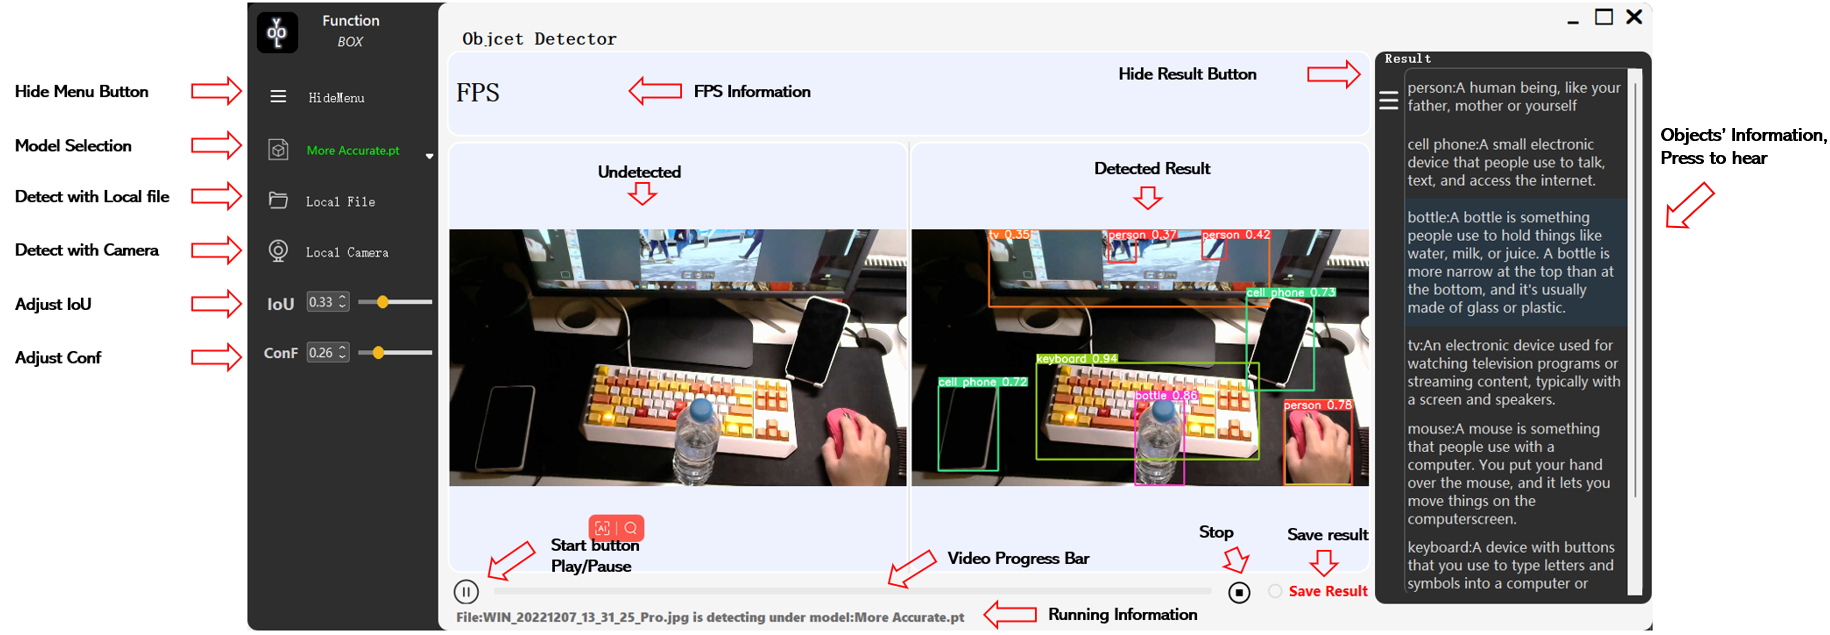 YOLO
Function
BOX
Objcet Detector
Hide Menu Button
HideMenu
Model Selection
More Accurate.pt
Detect with Local file
Local File
Detect with Camera
Local Camera
Adjust IoU
IoU
0.33
Adjust Conf
ConF
0.26
FPS
FPS Information
Hide Result Button
Undetected
Detected Result
tv 0.35
person 0.37
person 0.42
cell phone 0.73
keyboard 0.94
cell phone 0.72
bottle 0.86
person 0.78
AI
Start button
Play/Pause
Video Progress Bar
Stop
Save result
Save Result
File:WIN_20221207_13_31_25_Pro.jpg is detecting under model:More Accurate.pt
Running Information
Result
person:A human being, like your
father, mother or yourself
cell phone:A small electronic
device that people use to talk,
text, and access the internet.
bottle:A bottle is something
people use to hold things like
water, milk, or juice. A bottle is
more narrow at the top than at
the bottom, and it's usually
made of glass or plastic.
tv:An electronic device used for
watching television programs or
streaming content, typically with
a screen and speakers.
mouse:A mouse is something
that people use with a
computer. You put your hand
over the mouse, and it lets you
move things on the
computerscreen.
keyboard:A device with buttons
that you use to type letters and
symbols into a computer or
Objects' Information,
Press to hear